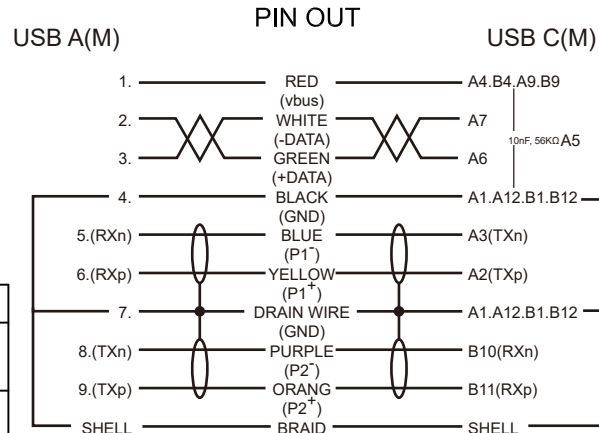 PIN OUT
USB A(M) USB C(M)
1. RED A4.B4.A9.B9
(vbus)
2. WHITE A7
(-DATA) 10nF, 56KΩ A5
3. GREEN A6
(+DATA)
4. BLACK A1.A12.B1.B12
(GND)
5.(RXn) BLUE A3(TXn)
(P1-)
6.(RXp) YELLOW A2(TXp)
(P1+)
7. DRAIN WIRE A1.A12.B1.B12
(GND)
8.(TXn) PURPLE B10(RXn)
(P2-)
9.(TXp) ORANG B11(RXp)
(P2+)
SHELL BRAID SHELL